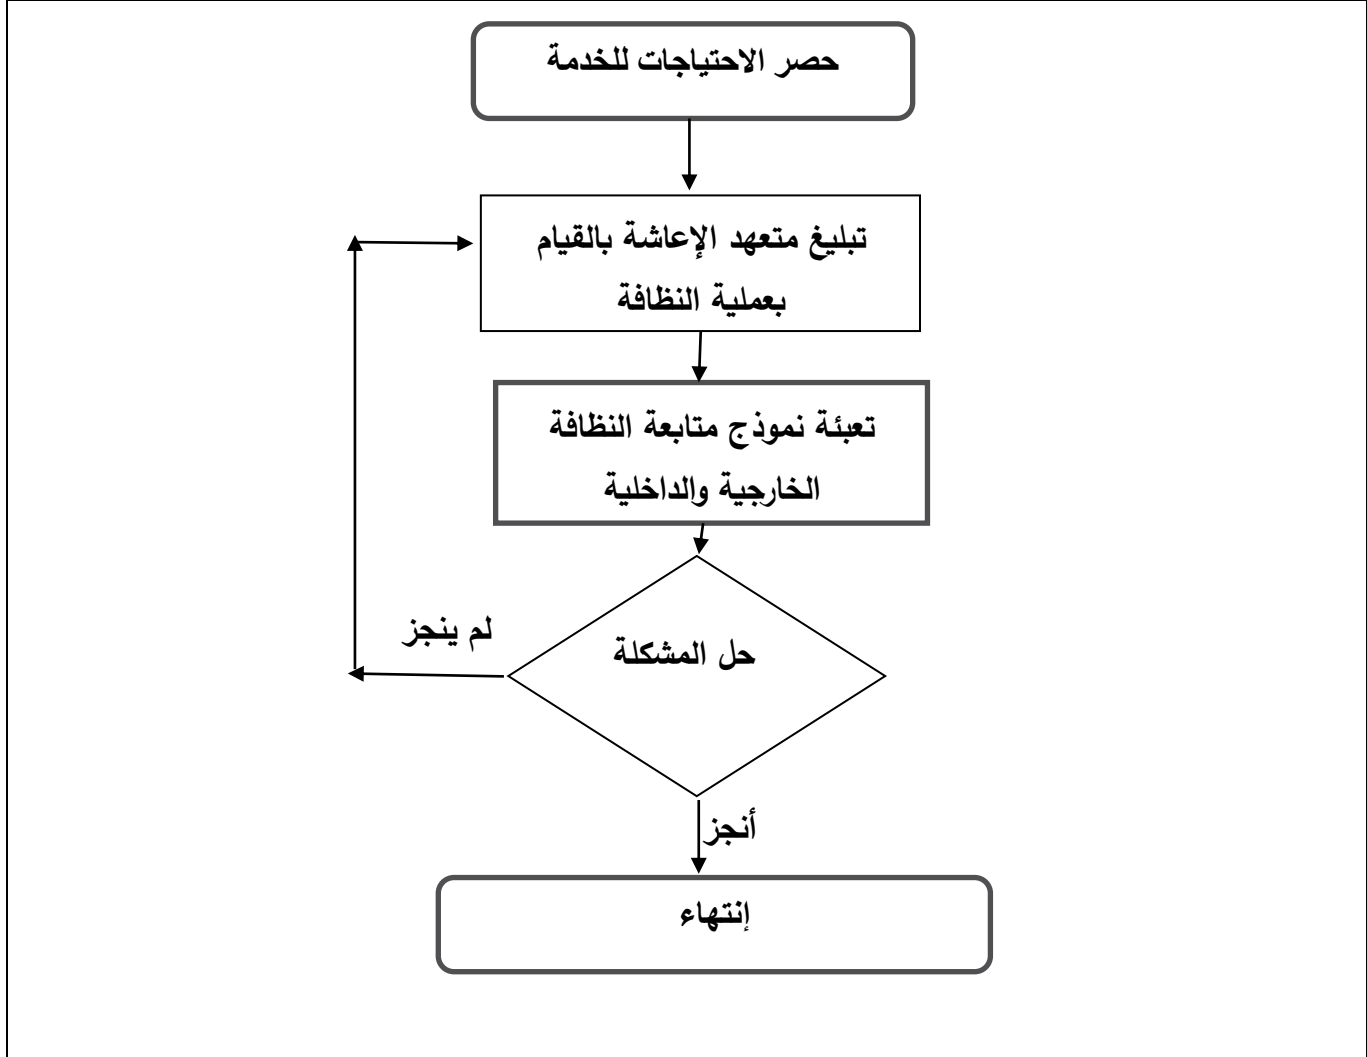 حصر الاحتياجات للخدمة
تبليغ متعهد الإعاشة بالقيام
بعملية النظافة
تعبئة نموذج متابعة النظافة
الخارجية والداخلية
لم ينجز
حل المشكلة
أنجز
إنتهاء